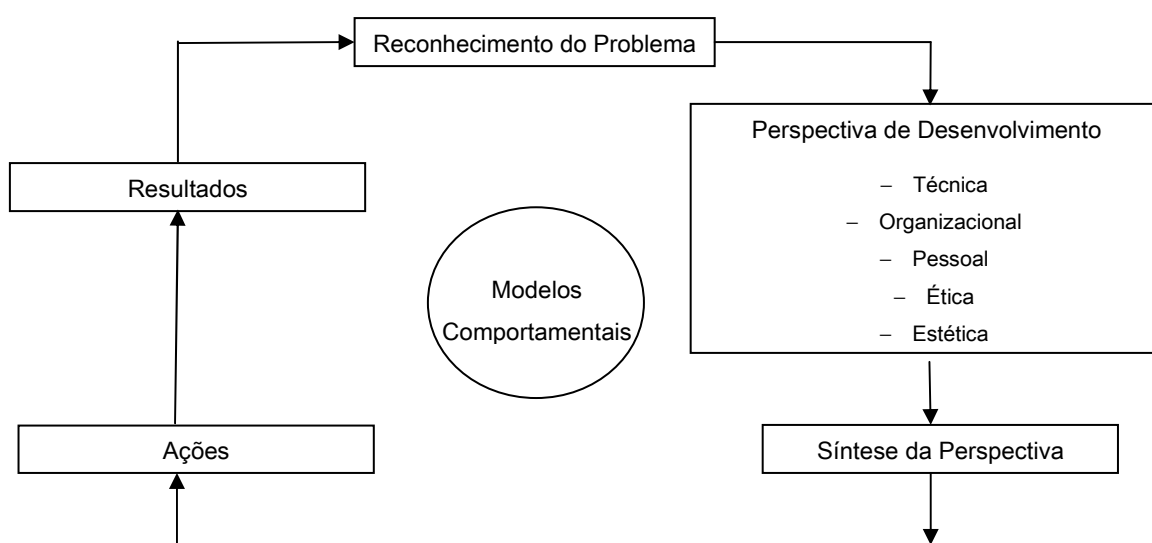 Reconhecimento do Problema
Perspectiva de Desenvolvimento
– Técnica
– Organizacional
– Pessoal
– Ética
– Estética
Resultados
Modelos
Comportamentais
Ações
Síntese da Perspectiva